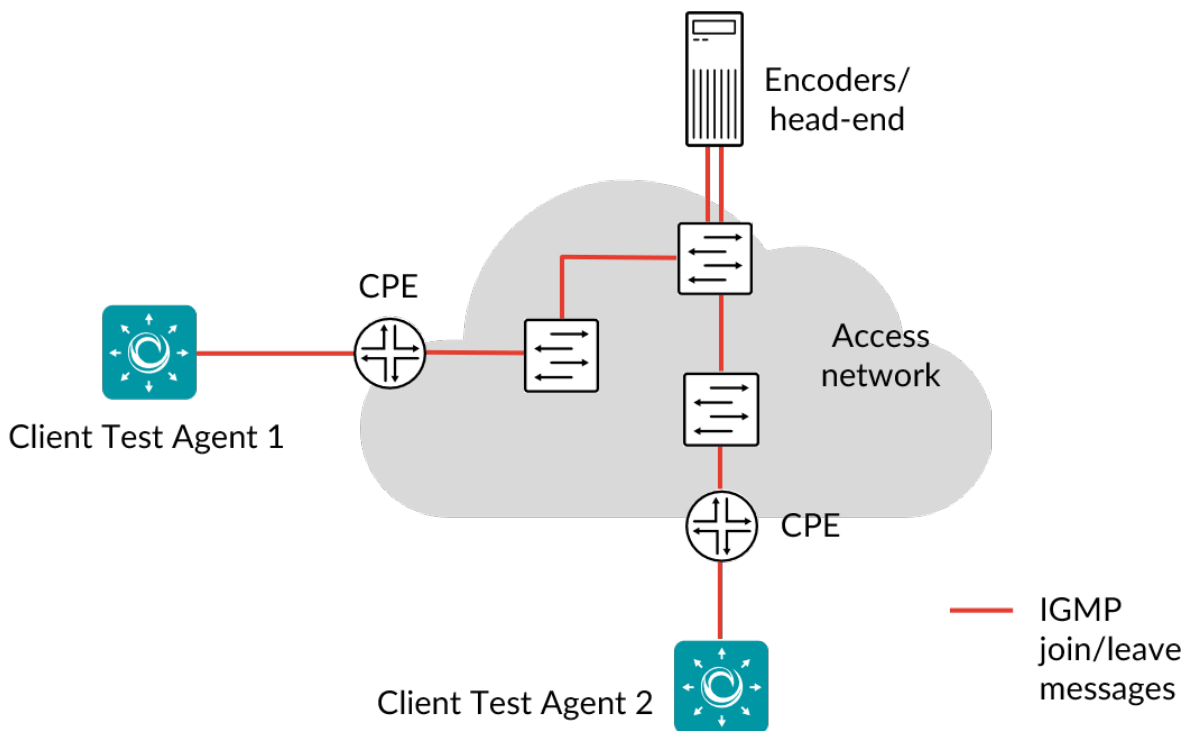 Encoders/
head-end
CPE
Access
network
Client Test Agent 1
CPE
IGMP
join/leave
messages
Client Test Agent 2